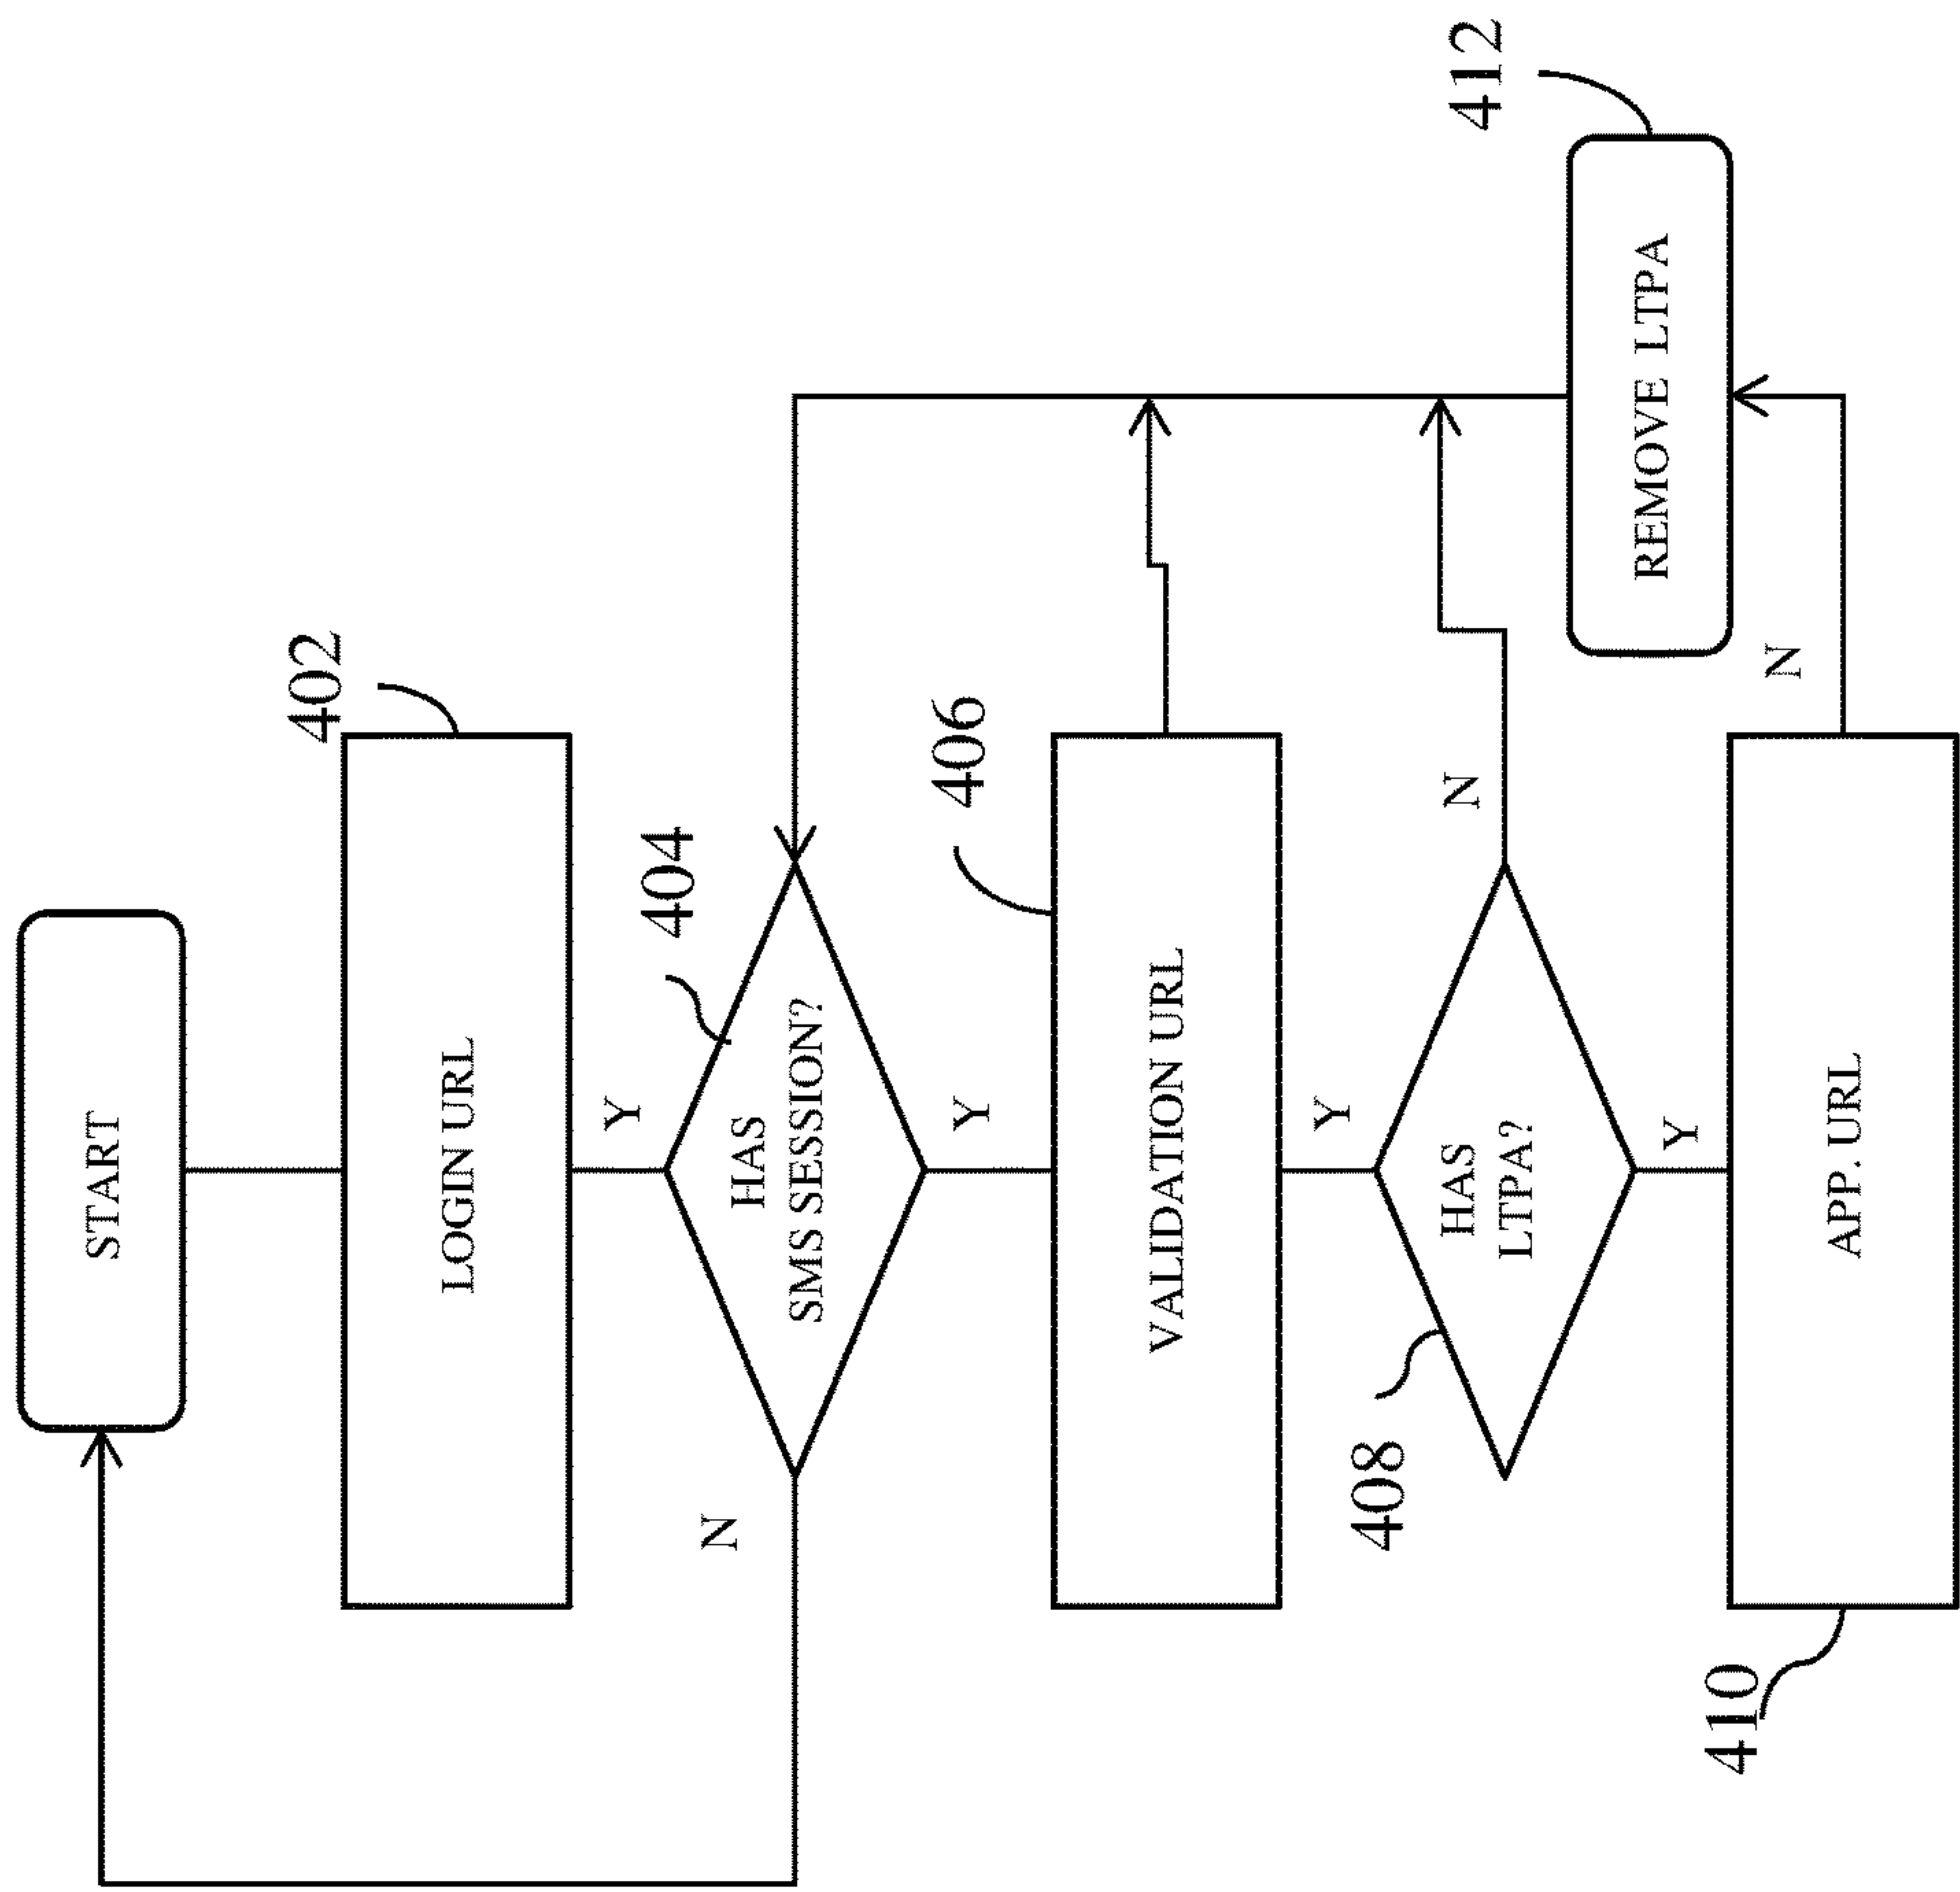 START
402
LOGIN URL
Y
404
HAS
SMS SESSION?
N
Y
406
VALIDATION URL
Y
408
HAS
LTPA?
N
Y
410
APP. URL
N
412
REMOVE LTPA